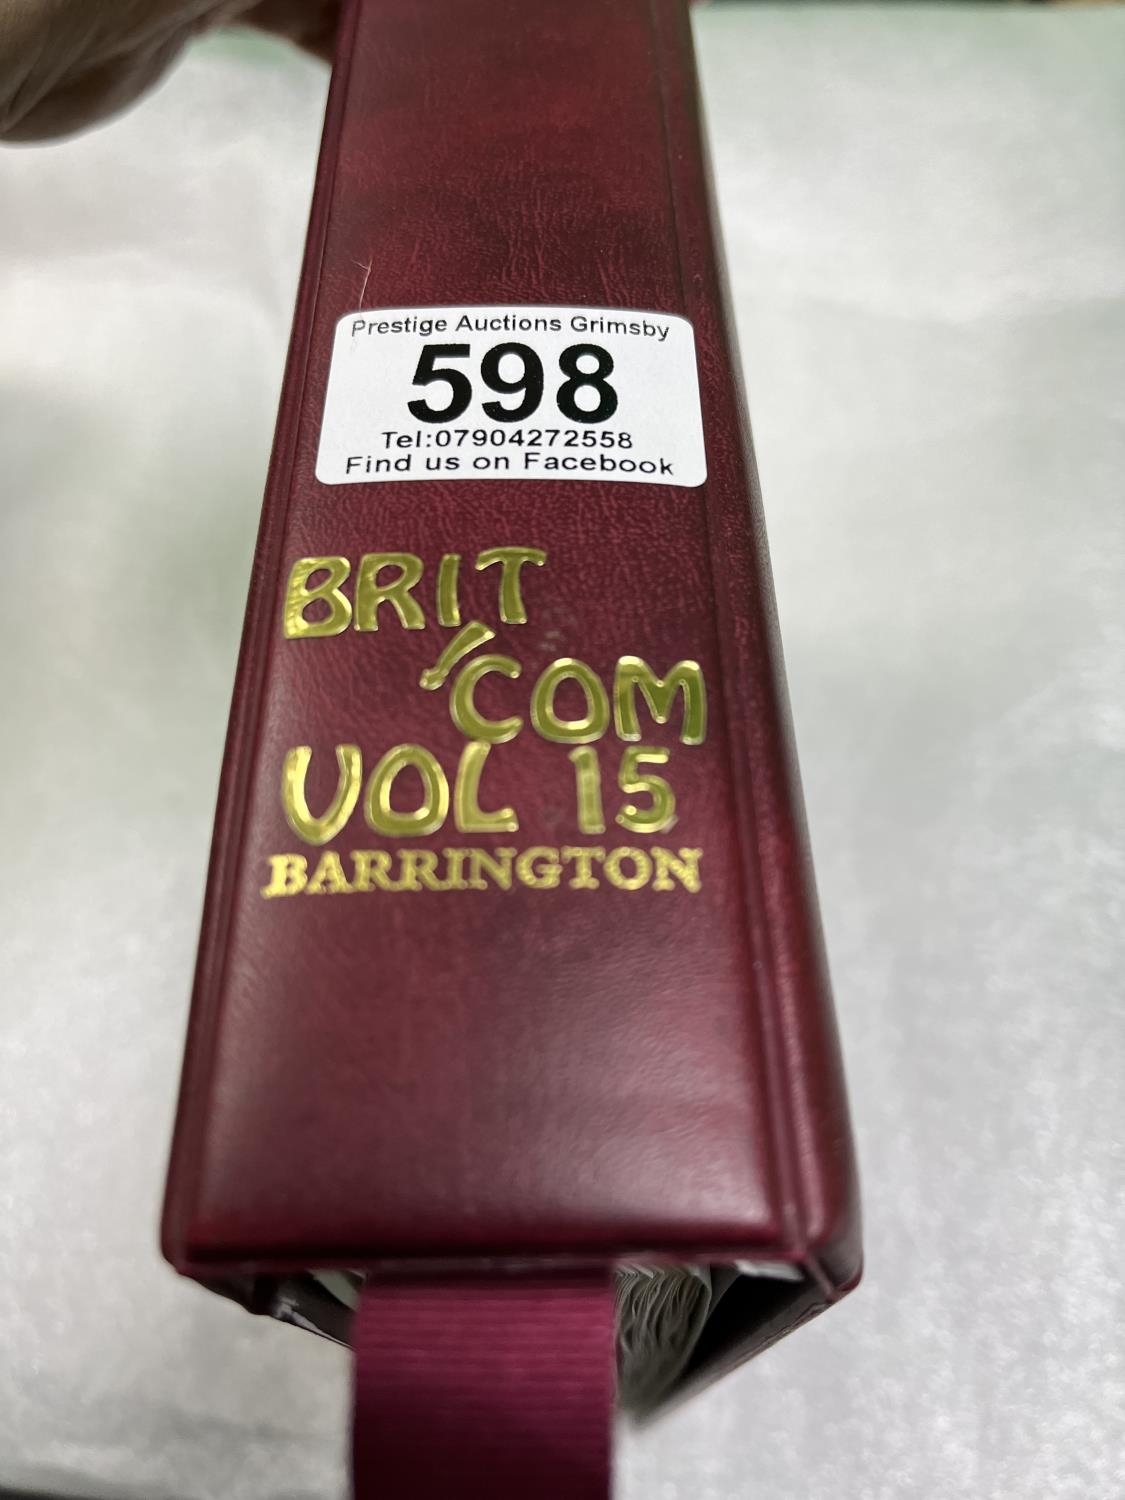 Prestige Auctions Grimsby
598
Tel:07904272558
Find us on Facebook
BRIT
'COM
VOL 15
BARRINGTON